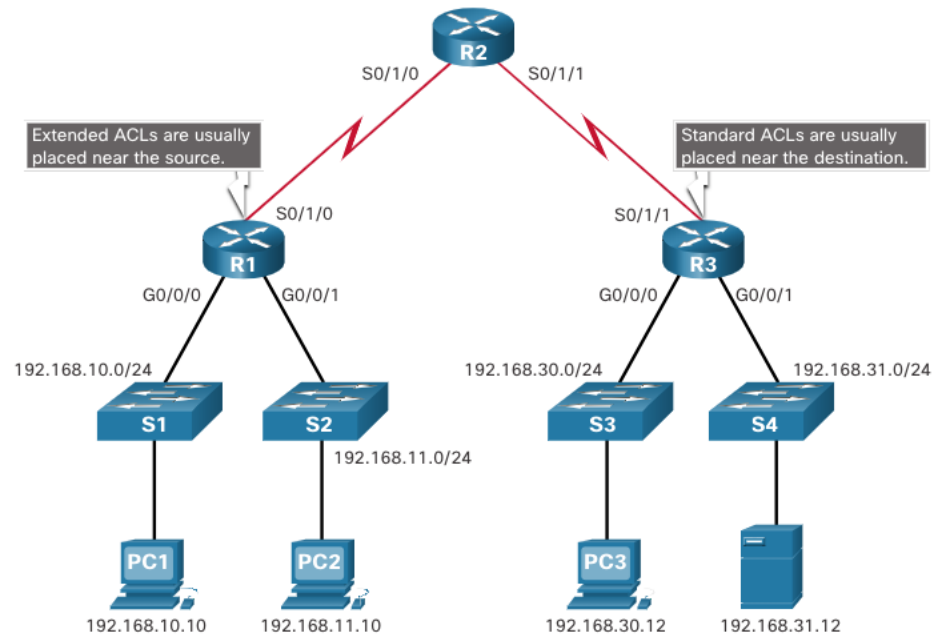 R2
S0/1/0
S0/1/1
Extended ACLs are usually
placed near the source.
Standard ACLs are usually
placed near the destination.
S0/1/0
S0/1/1
R1
R3
G0/0/0
G0/0/1
G0/0/0
G0/0/1
192.168.10.0/24
192.168.30.0/24
192.168.31.0/24
S1
S2
S3
S4
192.168.11.0/24
PC1
PC2
PC3
192.168.10.10
192.168.11.10
192.168.30.12
192.168.31.12